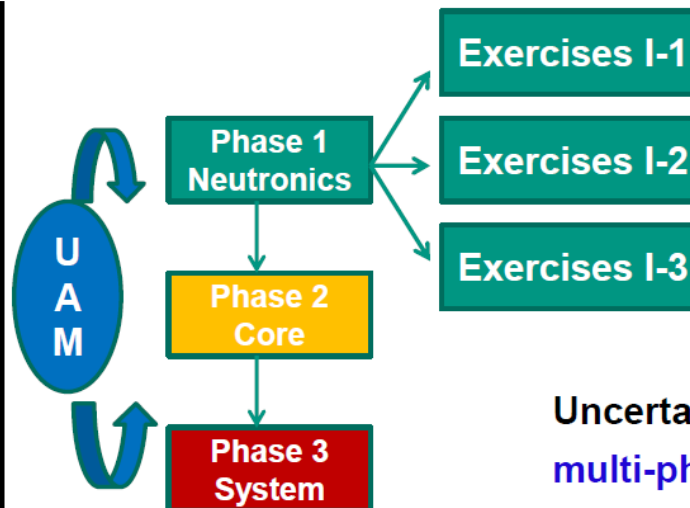 Exercises I-1
Phase 1
Neutronics
Exercises I-2
U
A
M
Exercises I-3
Phase 2
Core
Phase 3
System